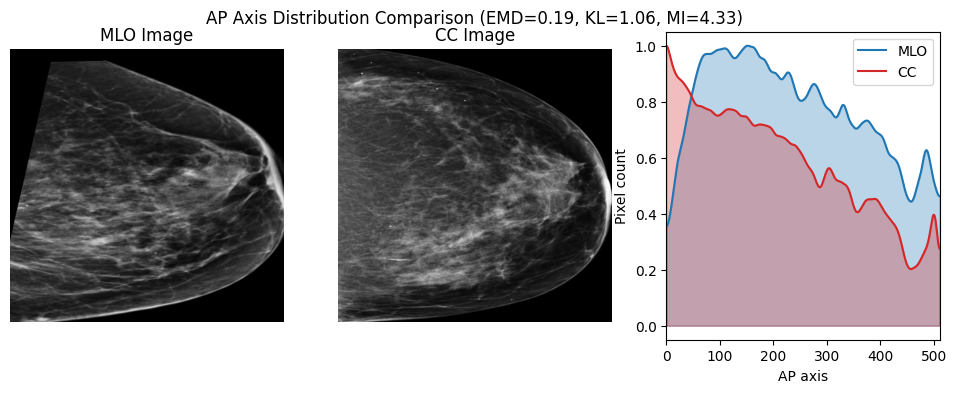 AP Axis Distribution Comparison (EMD=0.19, KL=1.06, MI=4.33)
MLO Image
CC Image
MLO
CC
Pixel count
1.0
0.8
0.6
0.4
0.2
0.0
0 100 200 300 400 500
AP axis